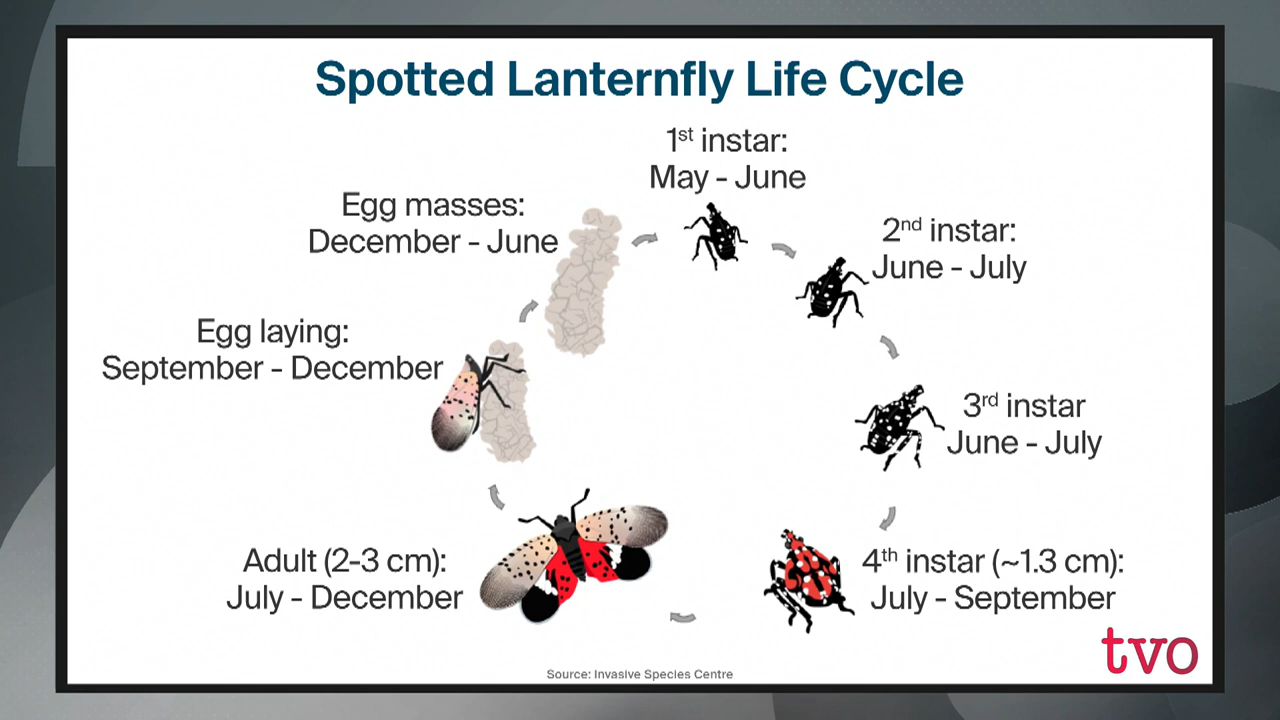 Spotted Lanternfly Life Cycle
1st instar:
May - June
2nd instar:
June - July
3rd instar
June - July
4th instar (~1.3 cm):
July - September
Adult (2-3 cm):
July - December
Egg laying:
September - December
Egg masses:
December - June
tvo
Source: Invasive Species Centre